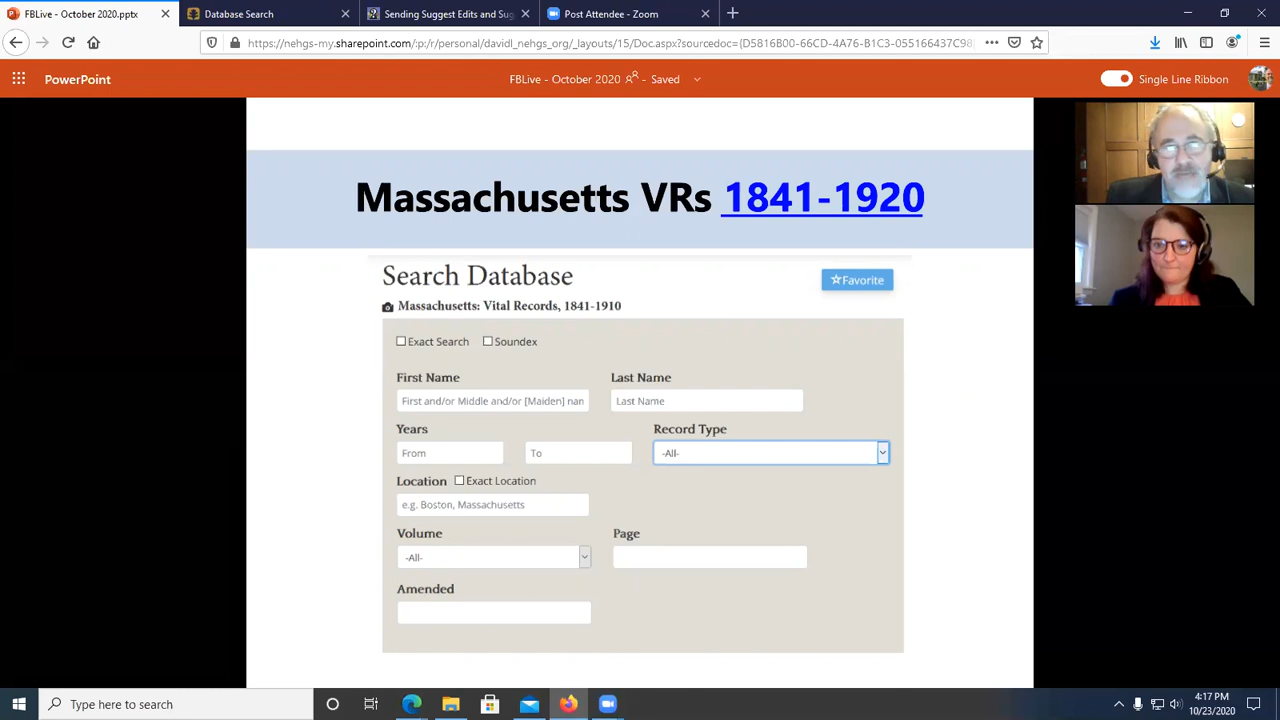 FBLive - October 2020.pptx
Database Search
Sending Suggest Edits and Sug
Post Attendee - Zoom
https://nehgs-my.sharepoint.com/:p:/r/personal/davidl_nehgs_org/_layouts/15/Doc.aspx?sourcedoc={D5816B00-66CD-4A76-B1C3-055166437C98
PowerPoint
FBLive - October 2020
Saved
Single Line Ribbon
Massachusetts VRs 1841-1920
Search Database
☆Favorite
Massachusetts: Vital Records, 1841-1910
Exact Search
Soundex
First Name
Last Name
First and/or Middle and/or [Maiden] nan
Last Name
Years
Record Type
From
To
-All-
Location
Exact Location
e.g. Boston, Massachusetts
Volume
Page
-All-
Amended
Type here to search
4:17 PM
10/23/2020